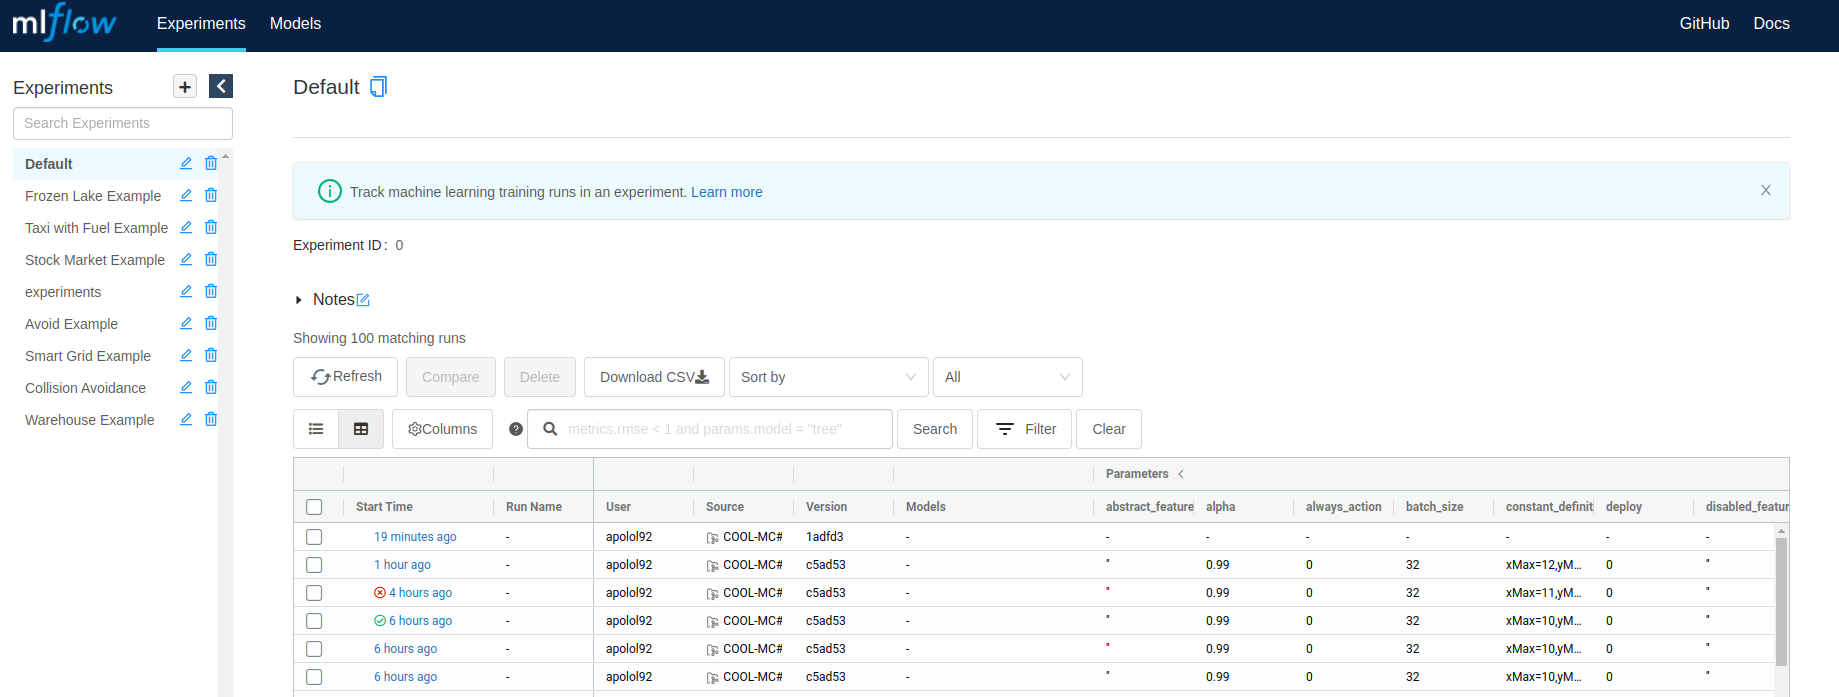 mlflow Experiments Models GitHub Docs
Experiments +
Search Experiments
Default
Frozen Lake Example
Taxi with Fuel Example
Stock Market Example
experiments
Avoid Example
Smart Grid Example
Collision Avoidance
Warehouse Example
Default
Track machine learning training runs in an experiment. Learn more
Experiment ID: 0
Notes
Showing 100 matching runs
Refresh Compare Delete Download CSV Sort by All
Columns ? metrics.rmse < 1 and params.model = "tree" Search Filter Clear
Parameters <
Start Time Run Name User Source Version Models abstract_feature alpha always_action batch_size constant_definit deploy disabled_featur
19 minutes ago - apolol92 COOL-MC# 1adfd3 - - - - - - - -
1 hour ago - apolol92 COOL-MC# c5ad53 - " 0.99 0 32 xMax=12,yM... 0 "
4 hours ago - apolol92 COOL-MC# c5ad53 - " 0.99 0 32 xMax=11,yM... 0 "
6 hours ago - apolol92 COOL-MC# c5ad53 - " 0.99 0 32 xMax=10,yM... 0 "
6 hours ago - apolol92 COOL-MC# c5ad53 - " 0.99 0 32 xMax=10,yM... 0 "
6 hours ago - apolol92 COOL-MC# c5ad53 - " 0.99 0 32 xMax=10,yM... 0 "